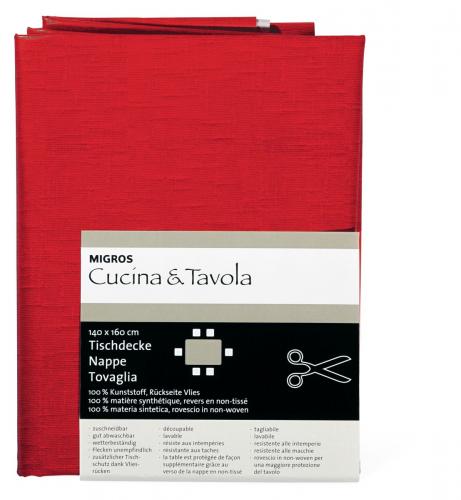 MIGROS
Cucina & Tavola
140 x 160 cm
Tischdecke
Nappe
Tovaglia
100 % Kunststoff, Rückseite Vlies
100 % matière synthétique, revers en non-tissé
100 % materia sintetica, rovescio in non-woven
· zuschneidbar
· gut abwaschbar
· wetterbeständig
· Flecken unempfindlich
· zusätzlicher Tisch-
schutz dank Vlies-
rücken
· découpable
· lavable
· résiste aux intempéries
· résistante aux taches
· la table est protégée de façon
supplémentaire grâce au
verso de la nappe en non-tissé
· tagliabile
· lavabile
· resistente alle intemperie
· resistente alle macchie
· rovescio in non-woven per
una maggiore protezione
del tavolo